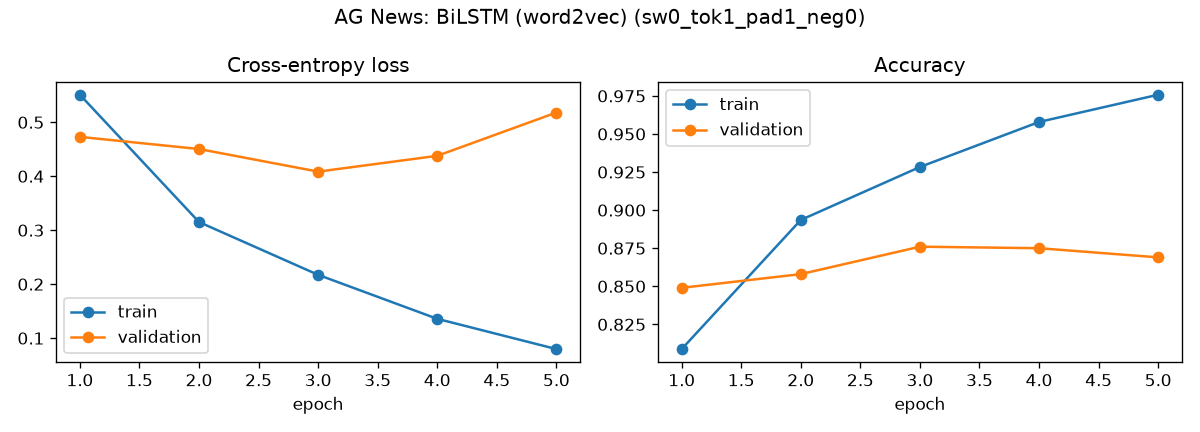 AG News: BiLSTM (word2vec) (sw0_tok1_pad1_neg0)
Cross-entropy loss
0.5
0.4
0.3
0.2
0.1
train
validation
1.0 1.5 2.0 2.5 3.0 3.5 4.0 4.5 5.0
epoch
Accuracy
0.975
0.950
0.925
0.900
0.875
0.850
0.825
train
validation
1.0 1.5 2.0 2.5 3.0 3.5 4.0 4.5 5.0
epoch